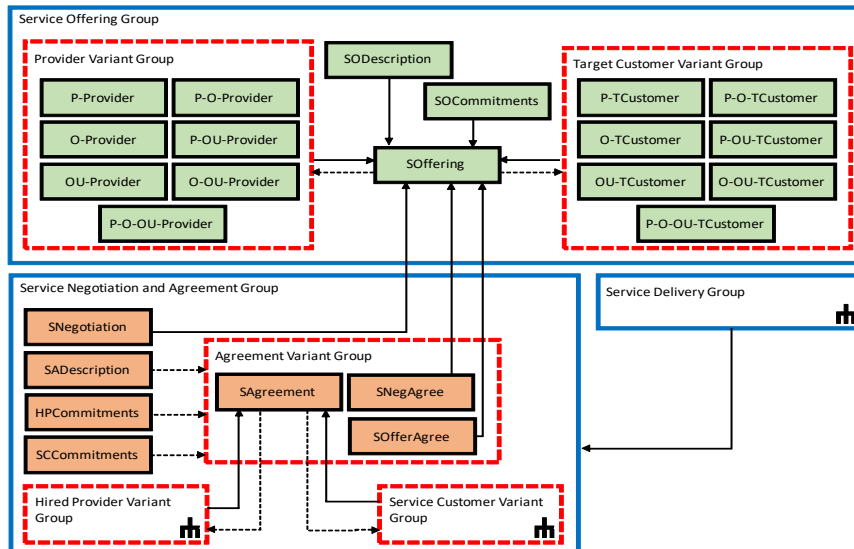 Service Offering Group
Provider Variant Group
P-Provider
P-O-Provider
O-Provider
P-OU-Provider
OU-Provider
O-OU-Provider
P-O-OU-Provider
SODescription
SOCommitments
SOffering
Target Customer Variant Group
P-TCustomer
P-O-TCustomer
O-TCustomer
P-OU-TCustomer
OU-TCustomer
O-OU-TCustomer
P-O-OU-TCustomer
Service Negotiation and Agreement Group
SNegotiation
SADescription
HPCommitments
SCCommitments
Agreement Variant Group
SAgreement
SNegAgree
SOfferAgree
Hired Provider Variant
Group
Service Customer Variant
Group
Service Delivery Group